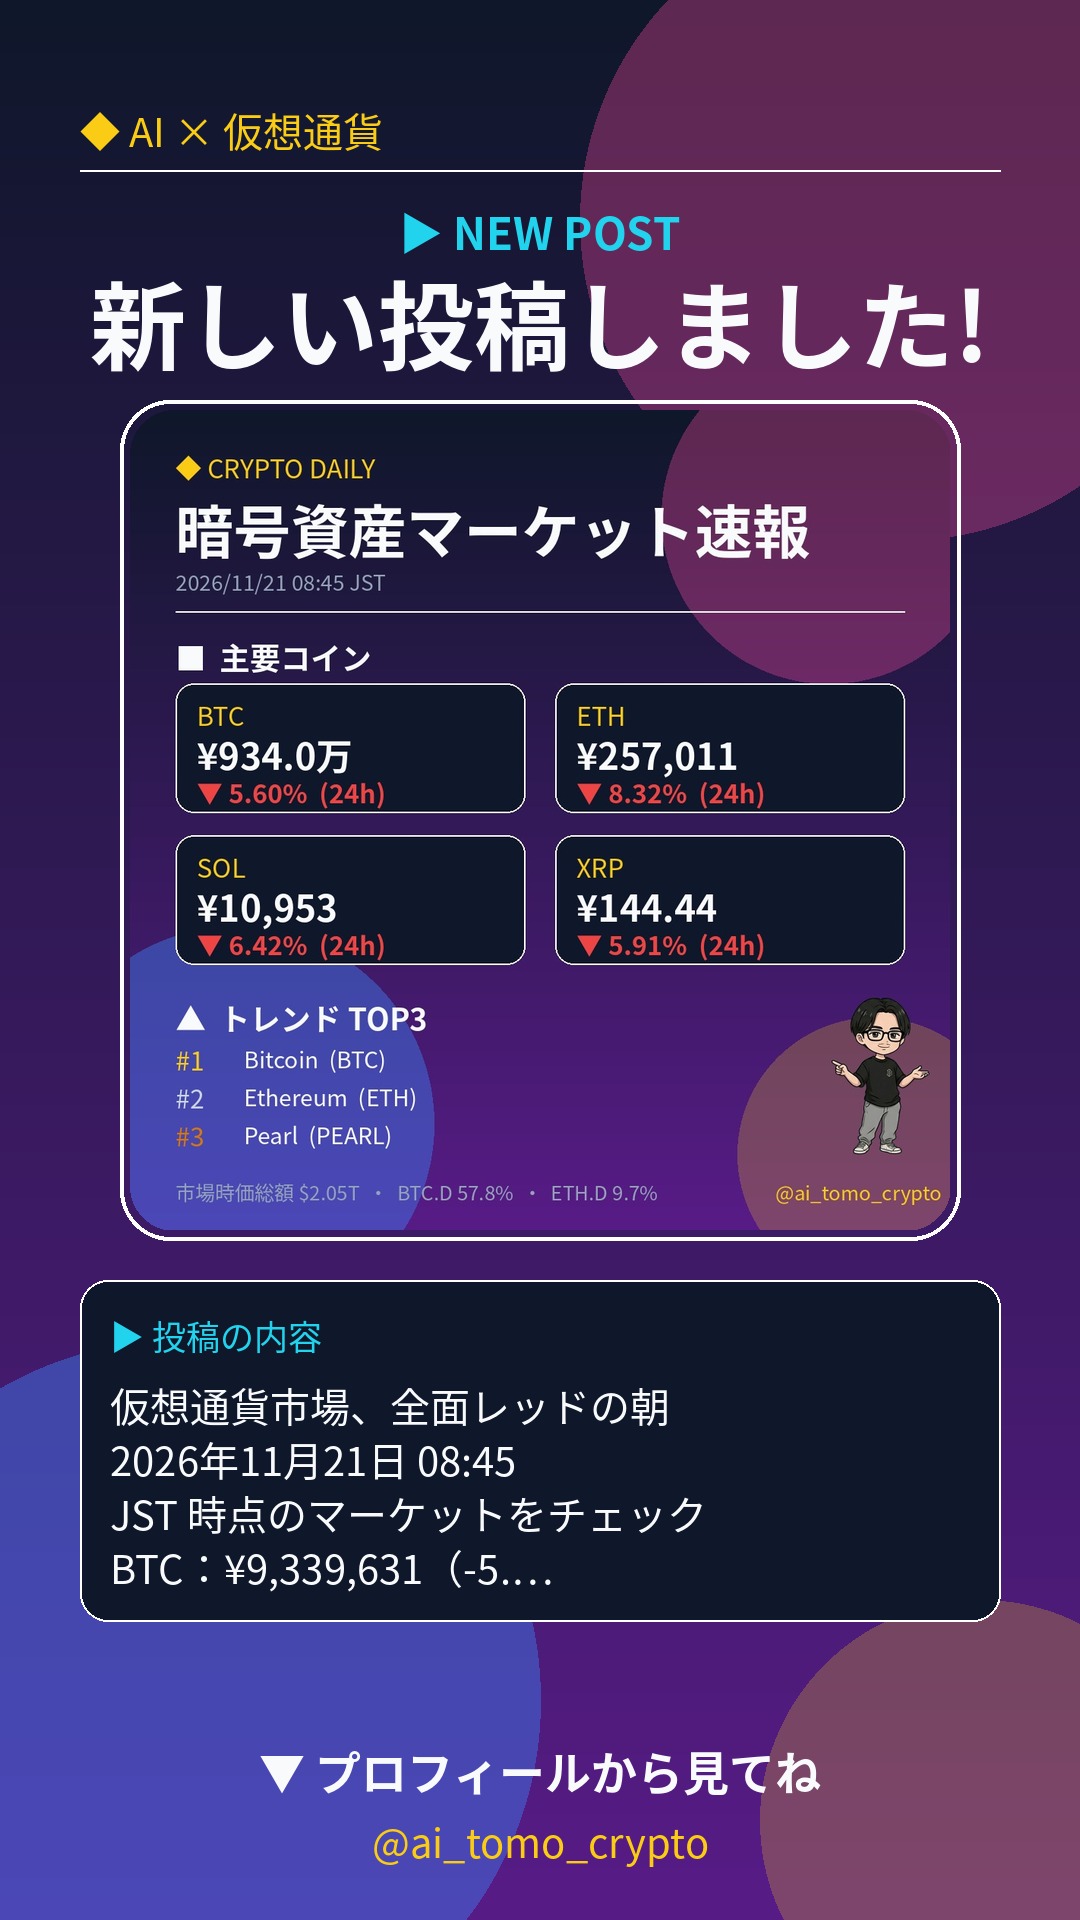 ◆ AI × 仮想通貨
▶ NEW POST
新しい投稿しました!
◆ CRYPTO DAILY
暗号資産マーケット速報
2026/11/21 08:45 JST
■ 主要コイン
BTC
¥934.0万
▼ 5.60% (24h)
ETH
¥257,011
▼ 8.32% (24h)
SOL
¥10,953
▼ 6.42% (24h)
XRP
¥144.44
▼ 5.91% (24h)
▲ トレンド TOP3
#1 Bitcoin (BTC)
#2 Ethereum (ETH)
#3 Pearl (PEARL)
市場時価総額 $2.05T ・ BTC.D 57.8% ・ ETH.D 9.7%
@ai_tomo_crypto
▶ 投稿の内容
仮想通貨市場、全面レッドの朝
2026年11月21日 08:45
JST 時点のマーケットをチェック
BTC：¥9,339,631（-5.…
▼ プロフィールから見てね
@ai_tomo_crypto